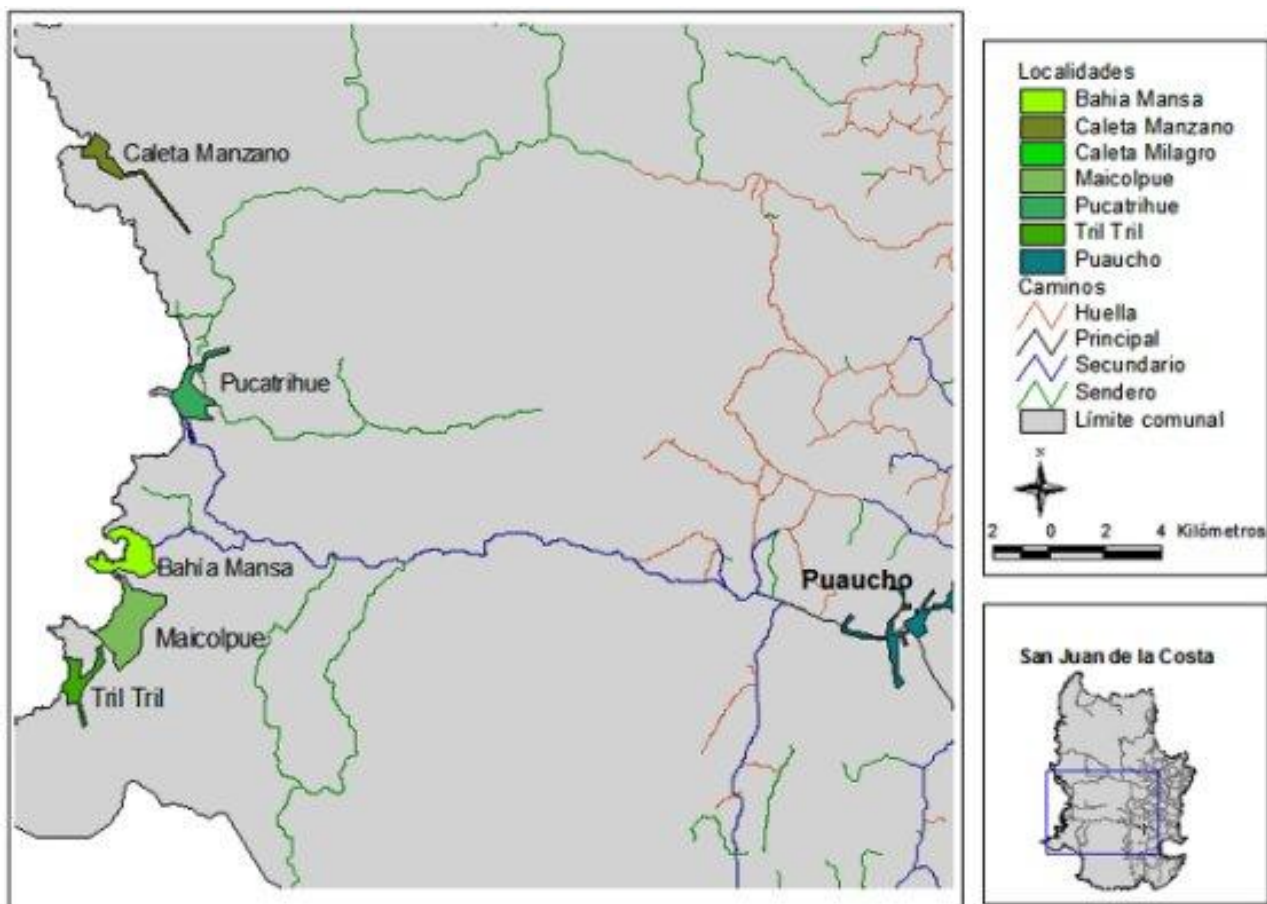 Caleta Manzano
Pucatrihue
Bahía Mansa
Puaucho
Maicolpue
Tril Tril
Localidades
Bahia Mansa
Caleta Manzano
Caleta Milagro
Maicolpue
Pucatrihue
Tril Tril
Puaucho
Caminos
Huella
Principal
Secundario
Sendero
Límite comunal
N
2 0 2 4 Kilómetros
San Juan de la Costa